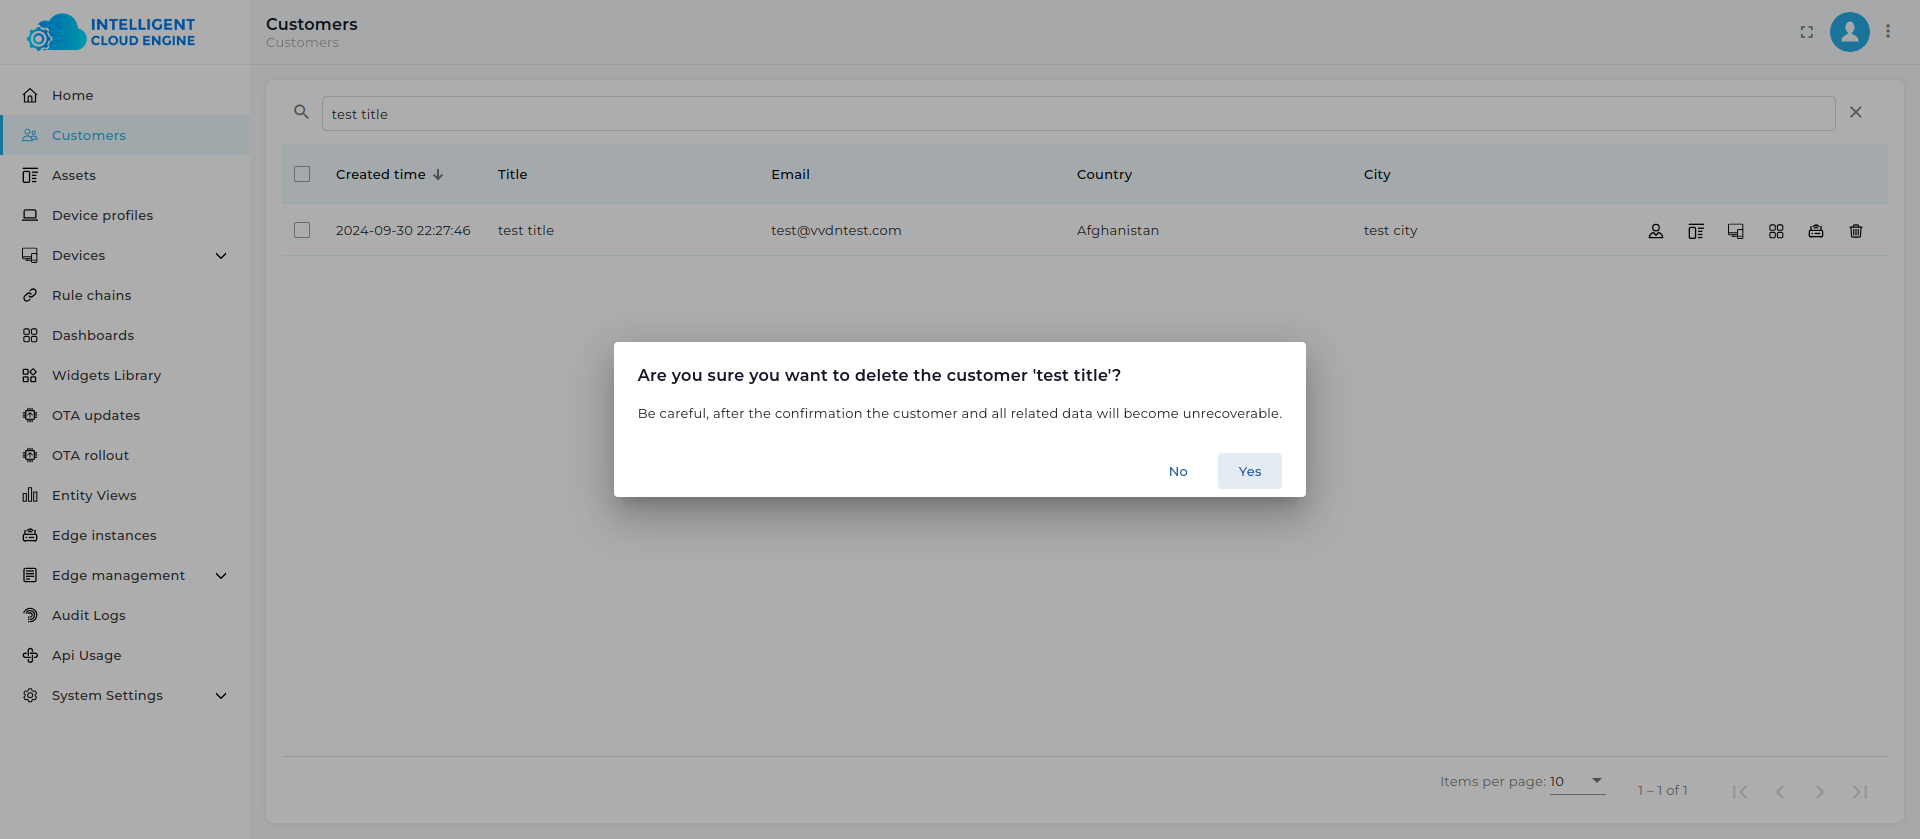 INTELLIGENT
CLOUD ENGINE
Customers
Customers
Home
Customers
Assets
Device profiles
Devices
Rule chains
Dashboards
Widgets Library
OTA updates
OTA rollout
Entity Views
Edge instances
Edge management
Audit Logs
Api Usage
System Settings
test title
Created time Title Email Country City
2024-09-30 22:27:46 test title test@vvdntest.com Afghanistan test city
Are you sure you want to delete the customer 'test title'?
Be careful, after the confirmation the customer and all related data will become unrecoverable.
No Yes
Items per page: 10 1 – 1 of 1